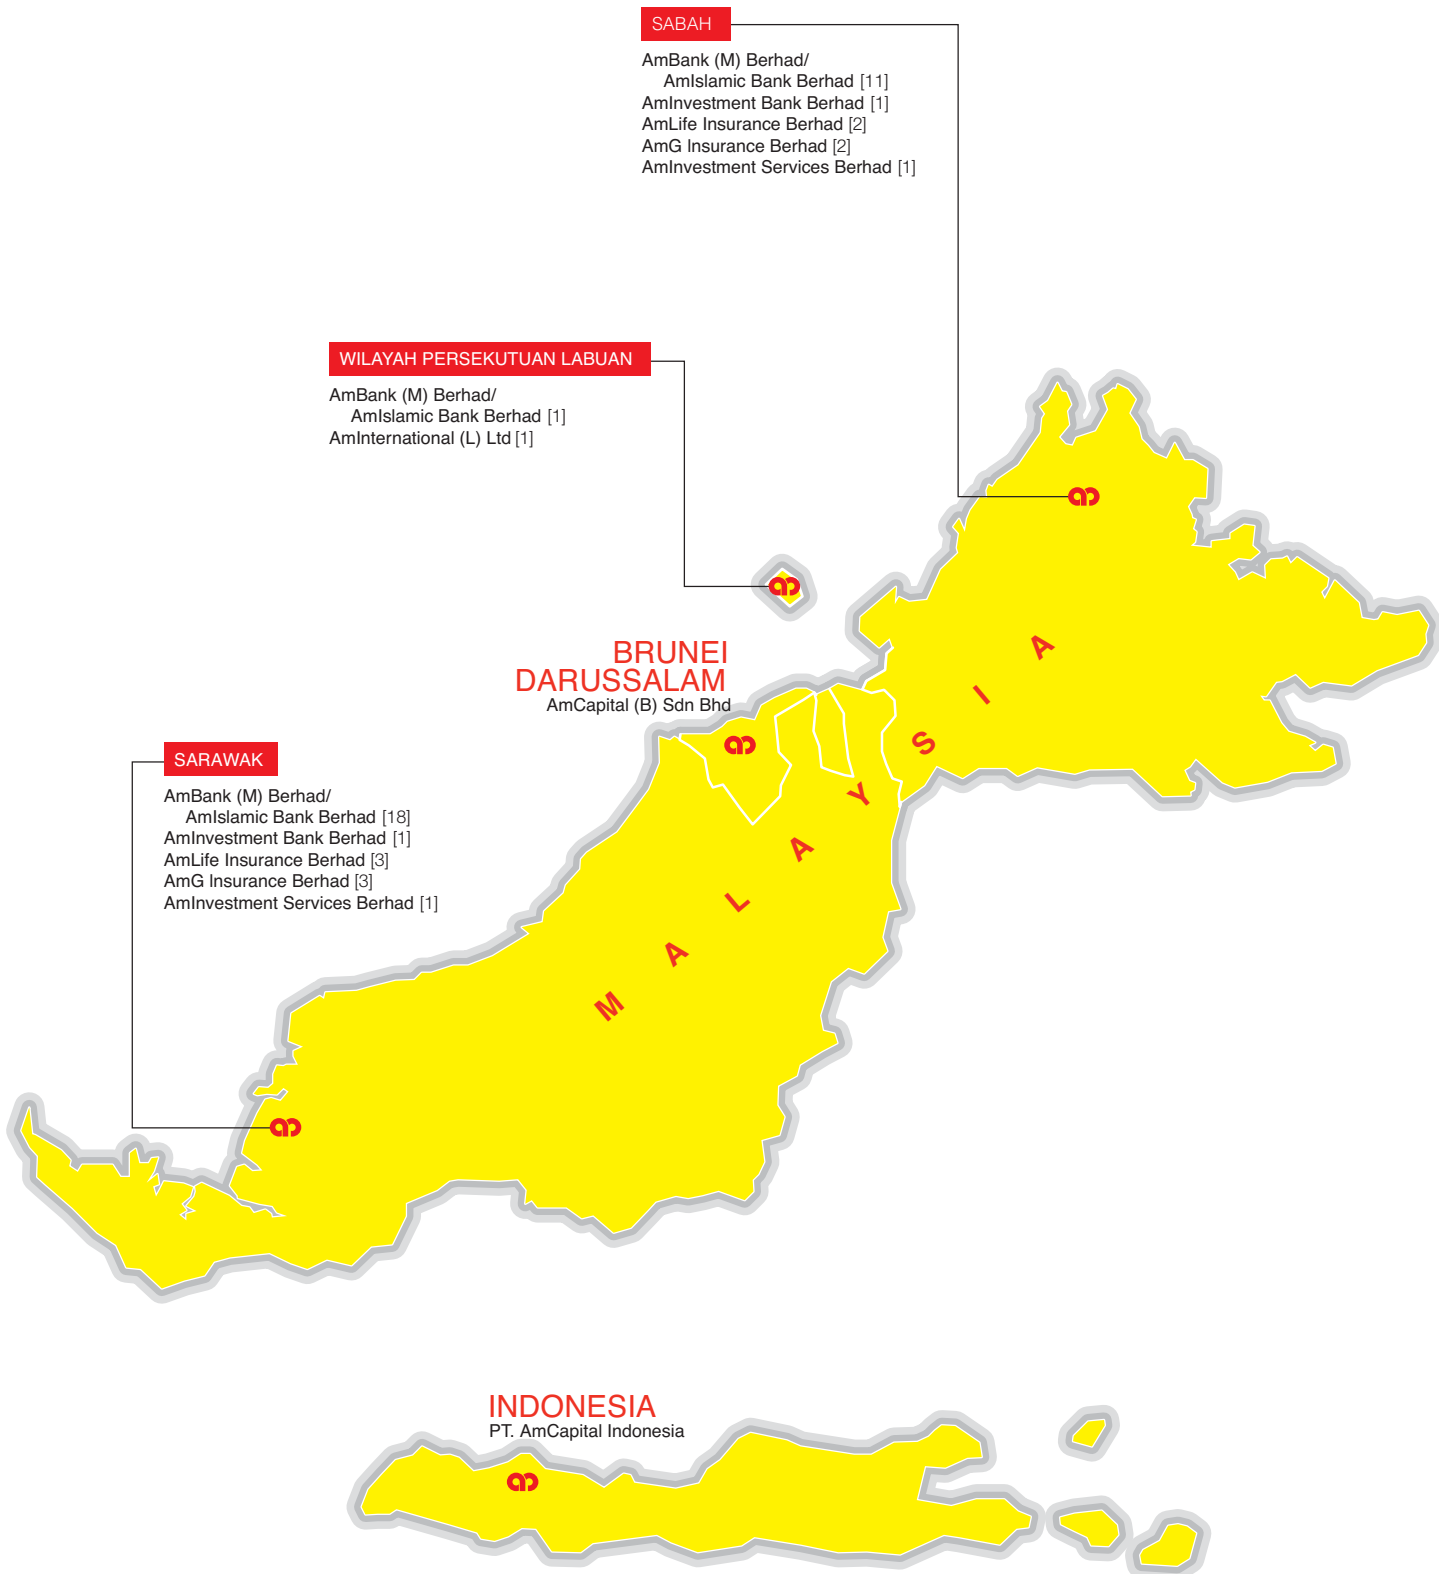 SABAH
AmBank (M) Berhad/
AmIslamic Bank Berhad [11]
AmInvestment Bank Berhad [1]
AmLife Insurance Berhad [2]
AmG Insurance Berhad [2]
AmInvestment Services Berhad [1]
WILAYAH PERSEKUTUAN LABUAN
AmBank (M) Berhad/
AmIslamic Bank Berhad [1]
AmInternational (L) Ltd [1]
BRUNEI
DARUSSALAM
AmCapital (B) Sdn Bhd
SARAWAK
AmBank (M) Berhad/
AmIslamic Bank Berhad [18]
AmInvestment Bank Berhad [1]
AmLife Insurance Berhad [3]
AmG Insurance Berhad [3]
AmInvestment Services Berhad [1]
MALAYSIA
INDONESIA
PT. AmCapital Indonesia